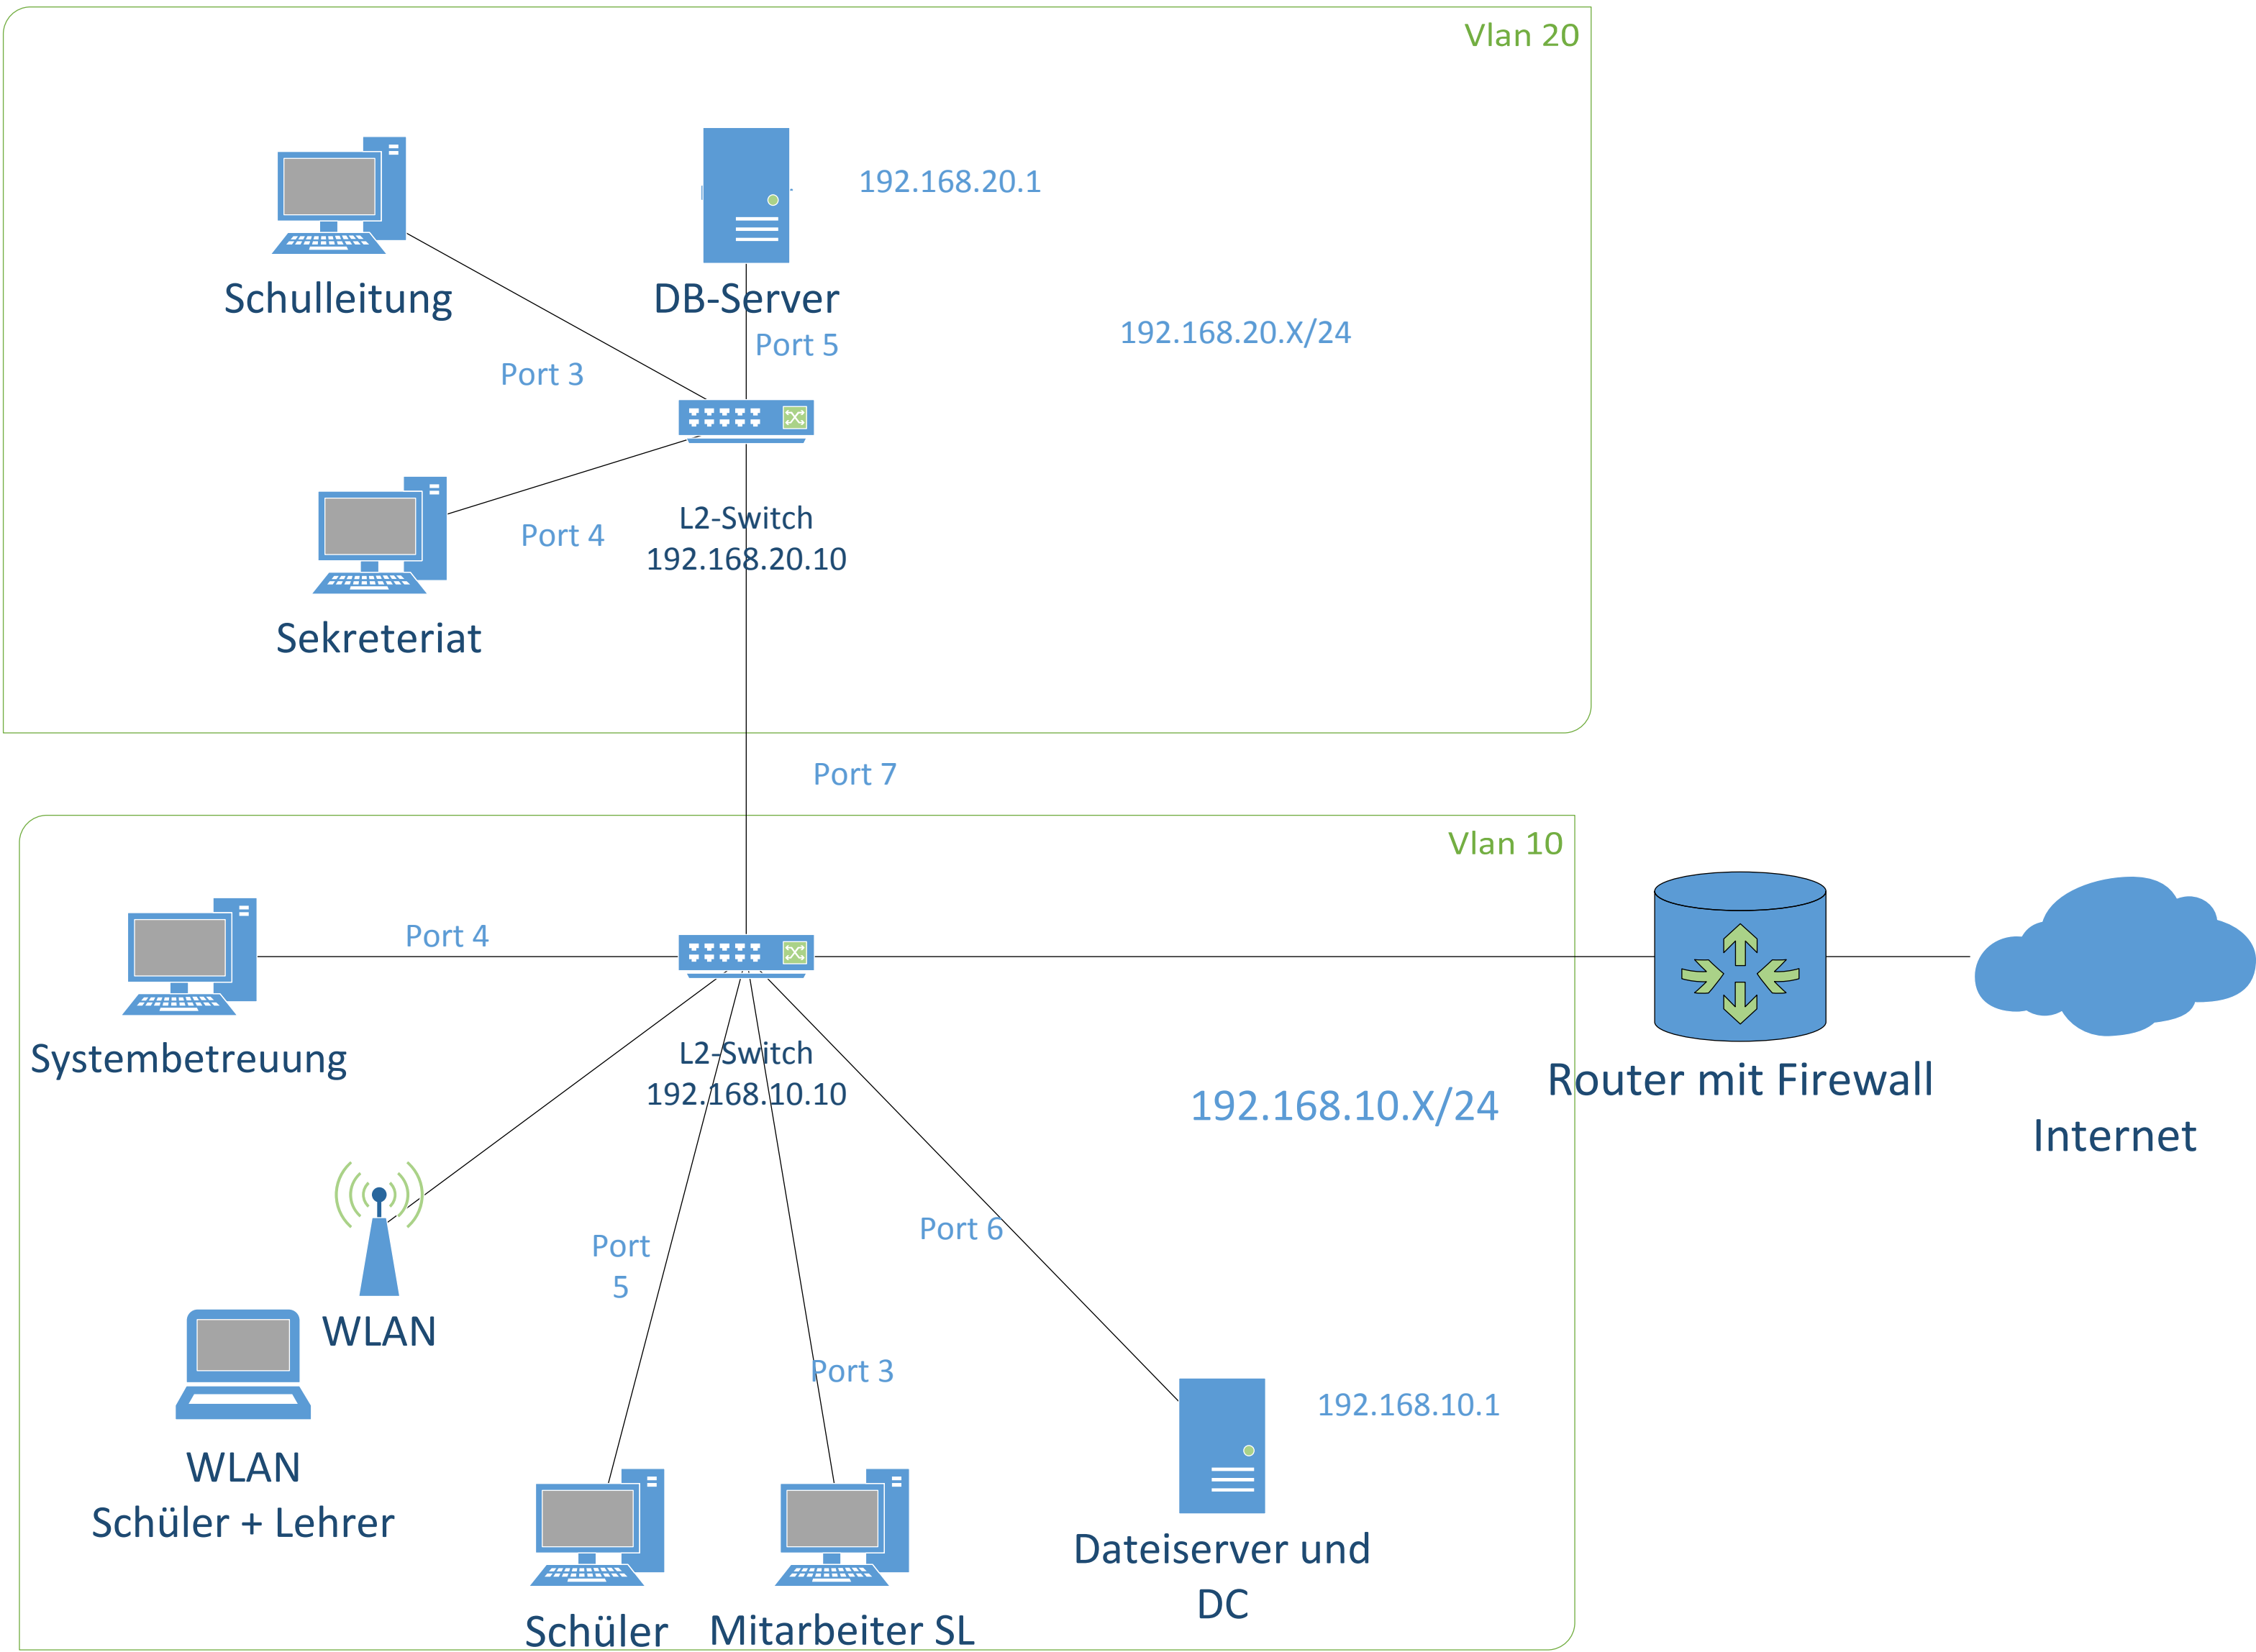 Vlan 20
192.168.20.1
Schulleitung
DB-Server
Port 5
192.168.20.X/24
Port 3
L2-Switch
192.168.20.10
Port 4
Sekreteriat
Port 7
Vlan 10
Port 4
Systembetreuung
L2-Switch
192.168.10.10
192.168.10.X/24
Router mit Firewall
Internet
Port
5
Port 6
WLAN
Port 3
192.168.10.1
WLAN
Schüler + Lehrer
Schüler
Mitarbeiter SL
Dateiserver und
DC